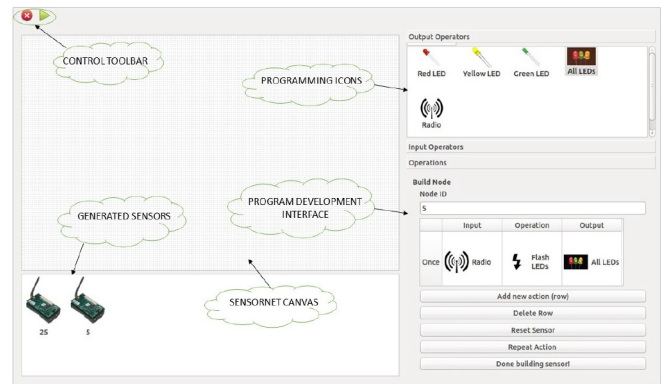 CONTROL TOOLBAR
PROGRAMMING ICONS
GENERATED SENSORS
PROGRAM DEVELOPMENT
INTERFACE
SENSORNET CANVAS
25 5
Output Operators
Red LED Yellow LED Green LED All LEDs
Radio
Input Operators
Operations
Build Node
Node ID
5
Input Operation Output
Once Radio Flash LEDs All LEDs
Add new action (row)
Delete Row
Reset Sensor
Repeat Action
Done building sensor!